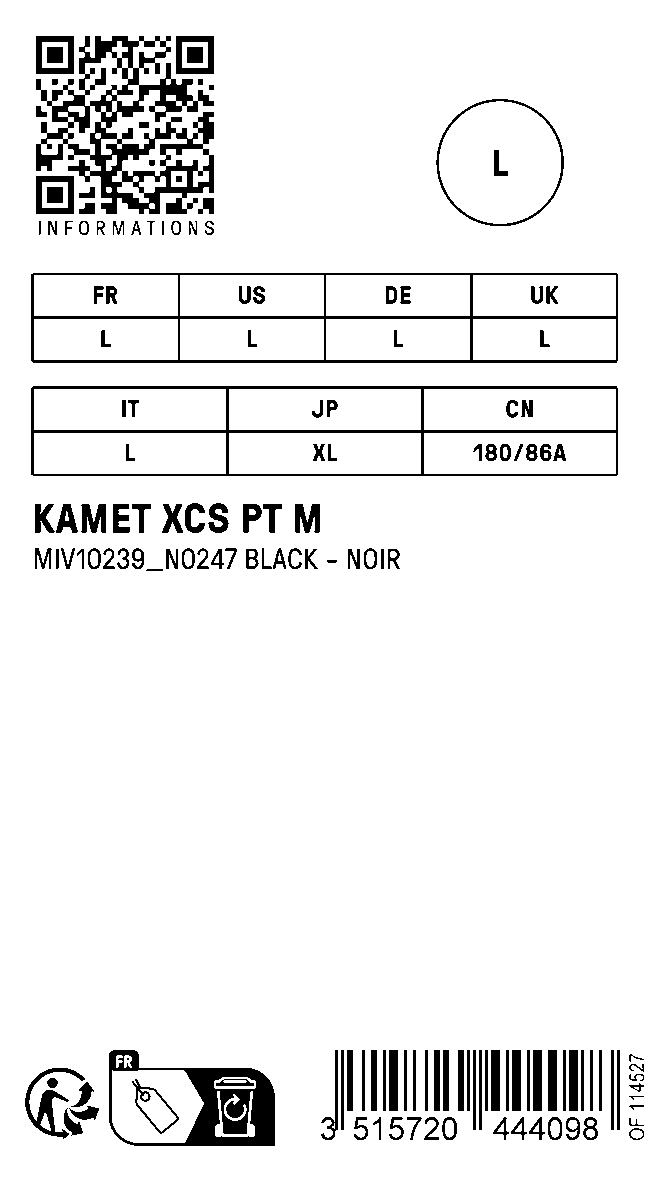 INFORMATIONS
L
FR US DE UK
L L L L
IT JP CN
L XL 180/86A
KAMET XCS PT M
MIV10239_N0247 BLACK - NOIR
FR
3 515720 444098
OF 114527